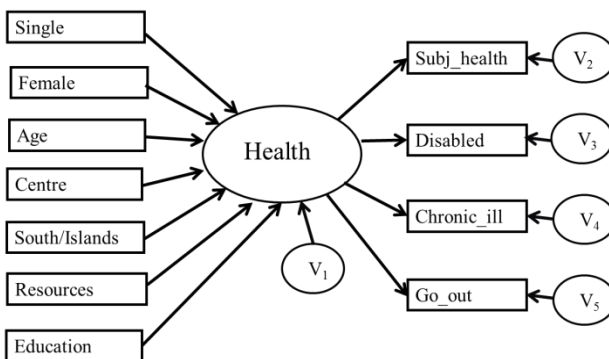 Single
Female
Age
Centre
South/Islands
Resources
Education
Health
V1
Subj_health
Disabled
Chronic_ill
Go_out
V2
V3
V4
V5